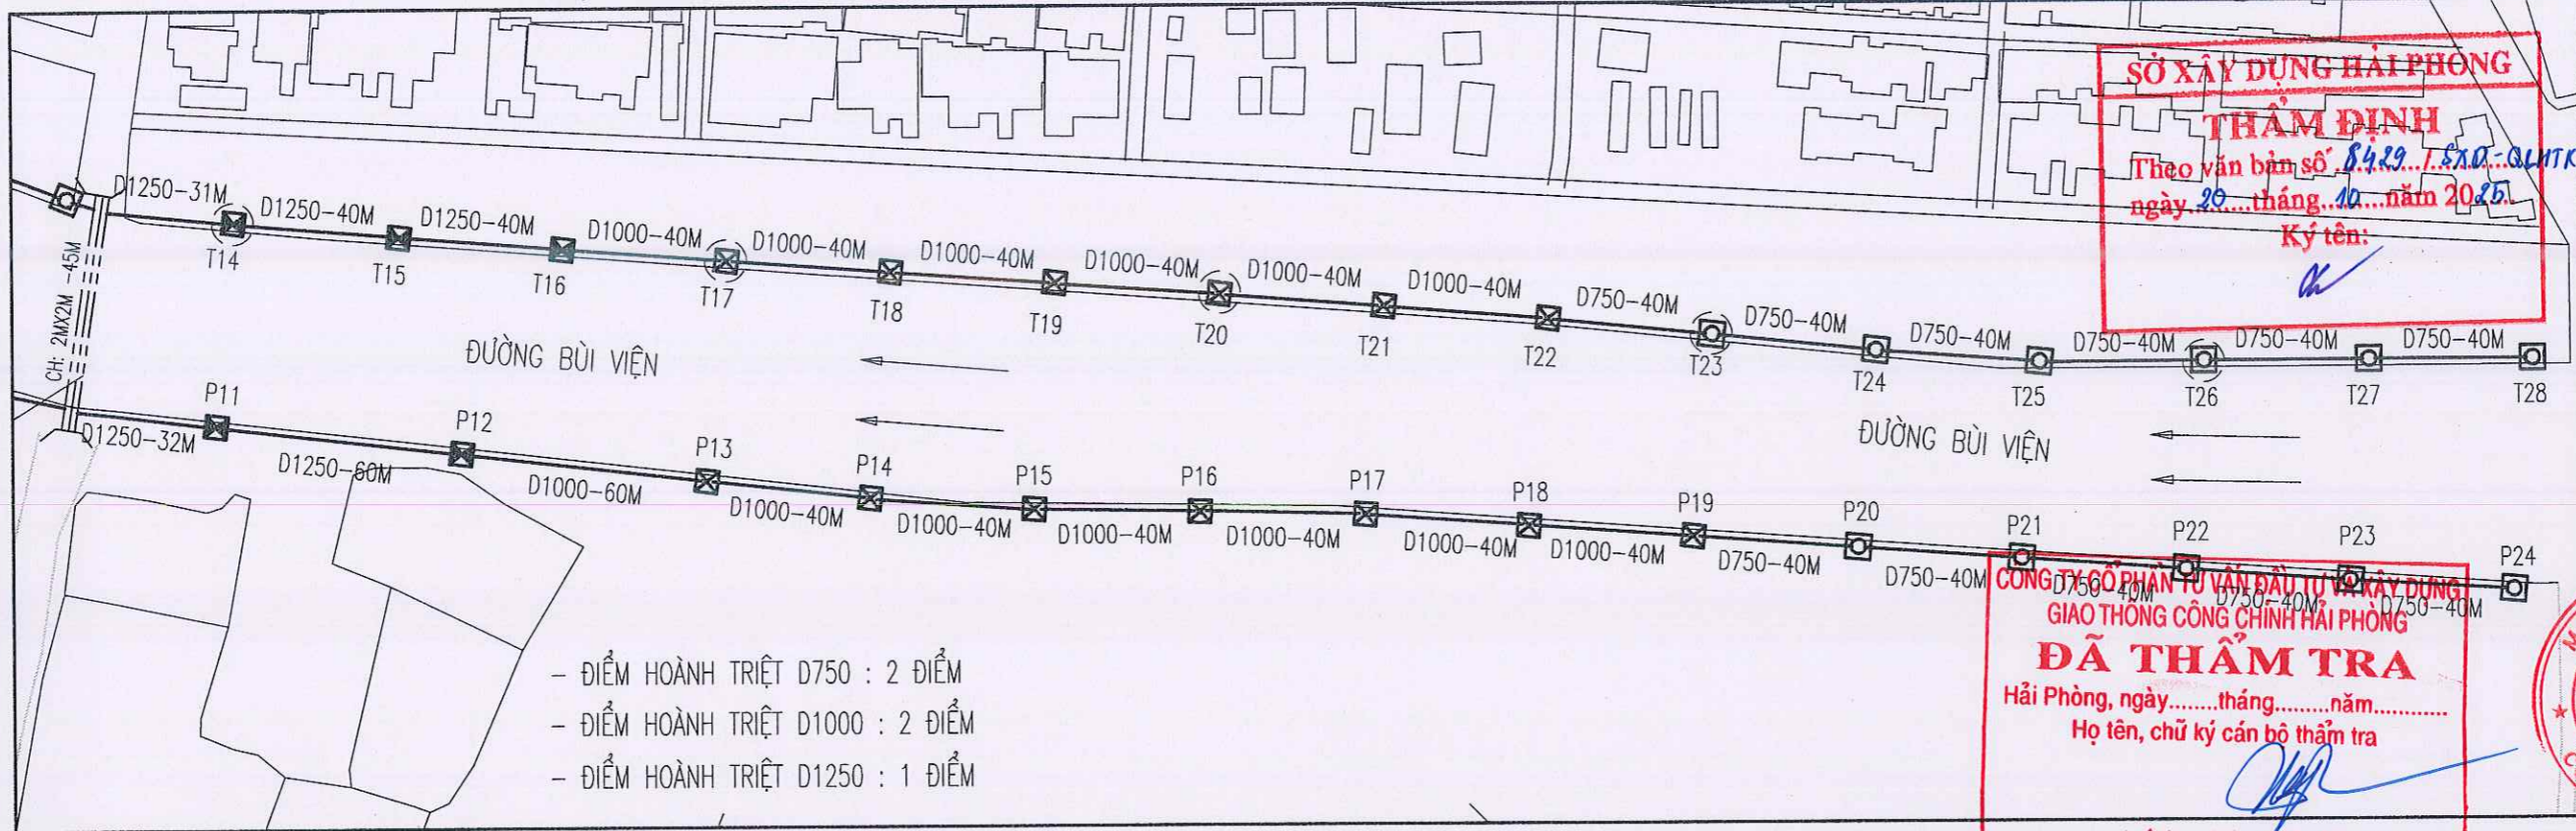 SỞ XÂY DỰNG HẢI PHÒNG
THẨM ĐỊNH
Theo văn bản số 8429 / SXD-QLHTKT
ngày 20 tháng 10 năm 2025
Ký tên:
D1250-31M D1250-40M D1250-40M D1000-40M D1000-40M D1000-40M D1000-40M D1000-40M D1000-40M D750-40M D750-40M D750-40M D750-40M D750-40M D750-40M
T14 T15 T16 T17 T18 T19 T20 T21 T22 T23 T24 T25 T26 T27 T28
CH: 2MX2M -45M
ĐƯỜNG BÙI VIỆN
ĐƯỜNG BÙI VIỆN
P11 P12 P13 P14 P15 P16 P17 P18 P19 P20 P21 P22 P23 P24
D1250-32M D1250-60M D1000-60M D1000-40M D1000-40M D1000-40M D1000-40M D1000-40M D1000-40M D750-40M D750-40M D750-40M D750-40M D750-40M
- ĐIỂM HOÀNH TRIỆT D750 : 2 ĐIỂM
- ĐIỂM HOÀNH TRIỆT D1000 : 2 ĐIỂM
- ĐIỂM HOÀNH TRIỆT D1250 : 1 ĐIỂM
CÔNG TY CỔ PHẦN TƯ VẤN ĐẦU TƯ VÀ XÂY DỰNG
GIAO THÔNG CÔNG CHÍNH HẢI PHÒNG
ĐÃ THẨM TRA
Hải Phòng, ngày........tháng.........năm............
Họ tên, chữ ký cán bộ thẩm tra